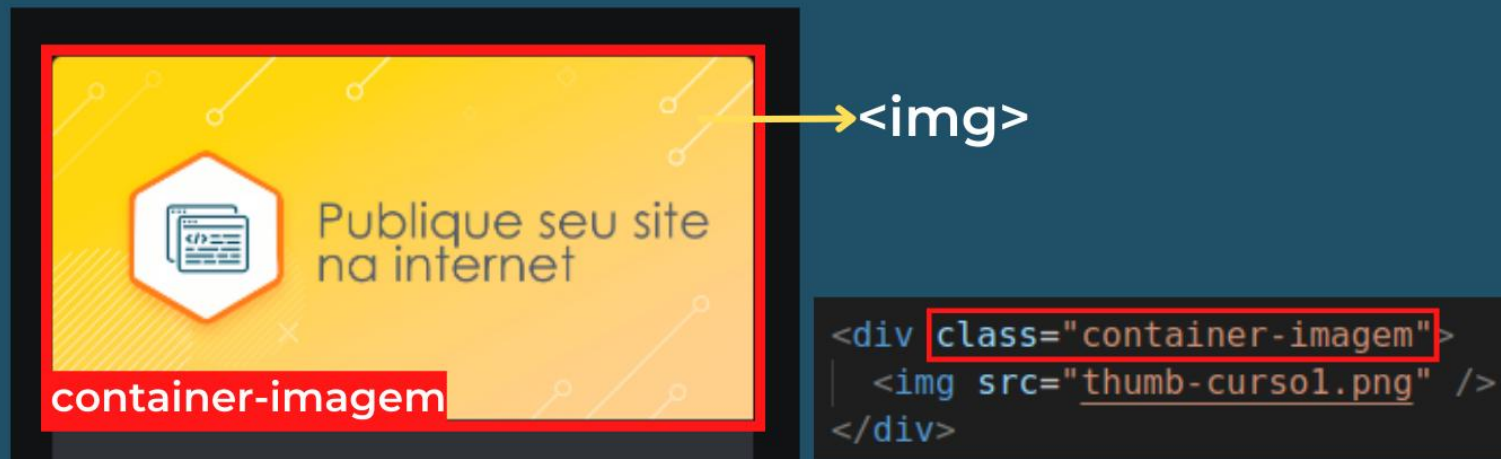 <img>
Publique seu site
na internet
container-imagem
<div class="container-imagem">
<img src="thumb-curso1.png" />
</div>